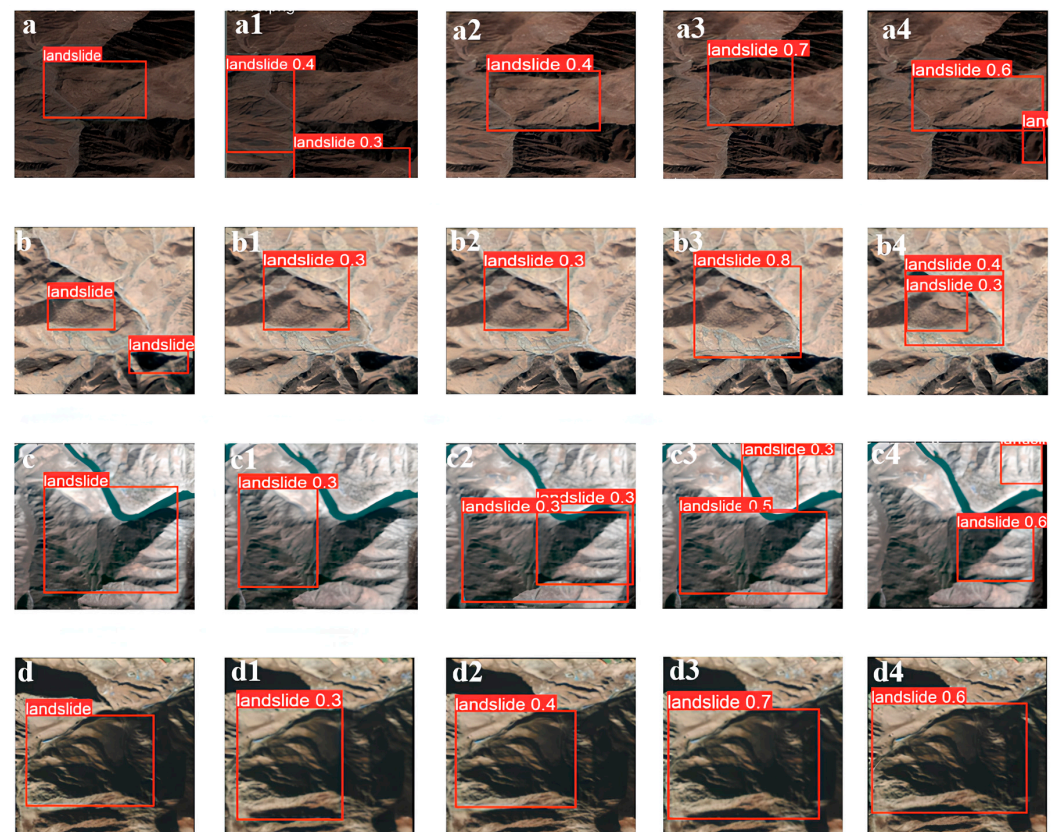 a
landslide
a1
landslide 0.4
landslide 0.3
a2
landslide 0.4
a3
landslide 0.7
a4
landslide 0.6
b
landslide
landslide
b1
landslide 0.3
b2
landslide 0.3
b3
landslide 0.8
b4
landslide 0.4
landslide 0.3
c
landslide
c1
landslide 0.3
c2
landslide 0.3
landslide 0.3
c3
landslide 0.3
landslide 0.5
c4
landslide 0.6
d
landslide
d1
landslide 0.3
d2
landslide 0.4
d3
landslide 0.7
d4
landslide 0.6